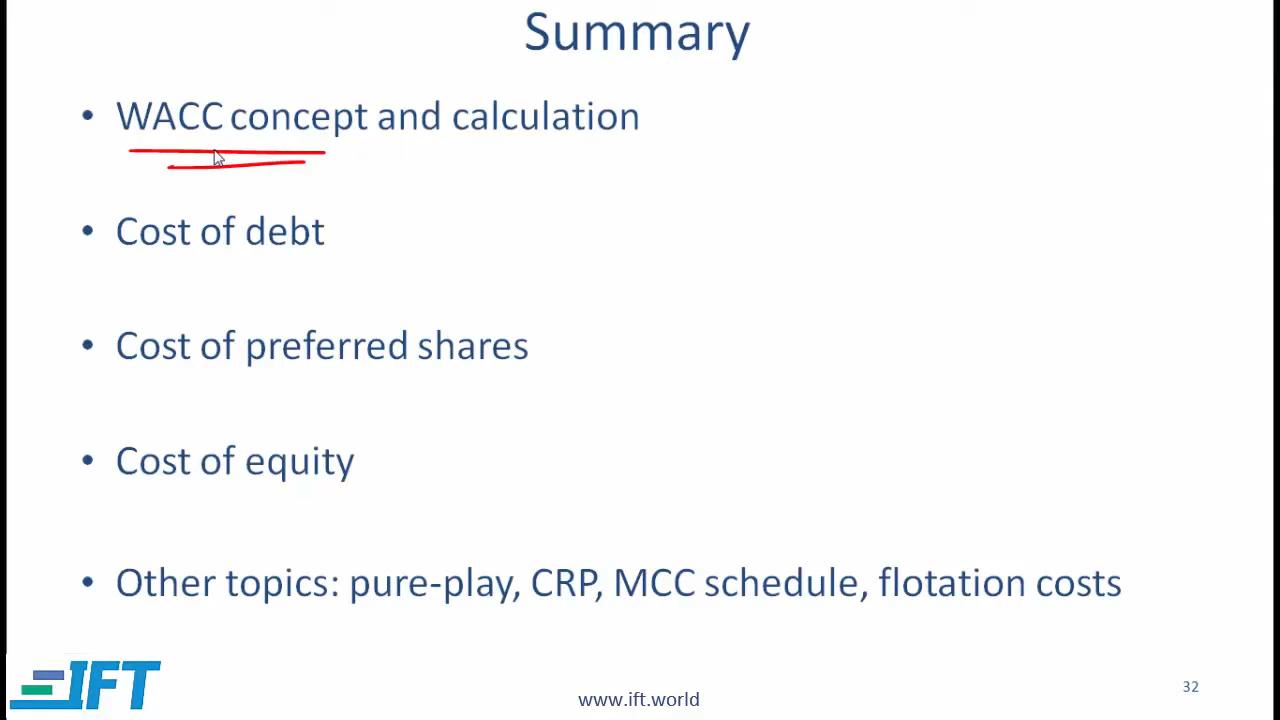 Summary
• WACC concept and calculation
• Cost of debt
• Cost of preferred shares
• Cost of equity
• Other topics: pure-play, CRP, MCC schedule, flotation costs
IFT
www.ift.world
32